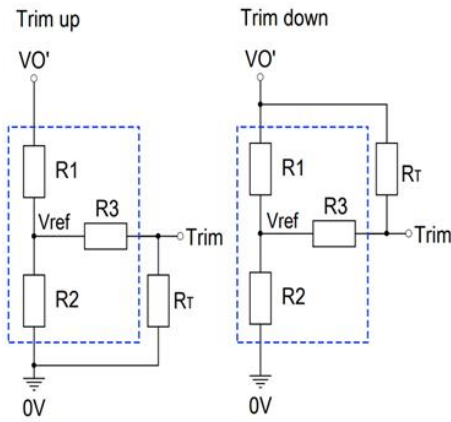 Trim up
VO'
R1
Vref
R3
Trim
R2
RT
0V
Trim down
VO'
R1
RT
Vref
R3
Trim
R2
0V